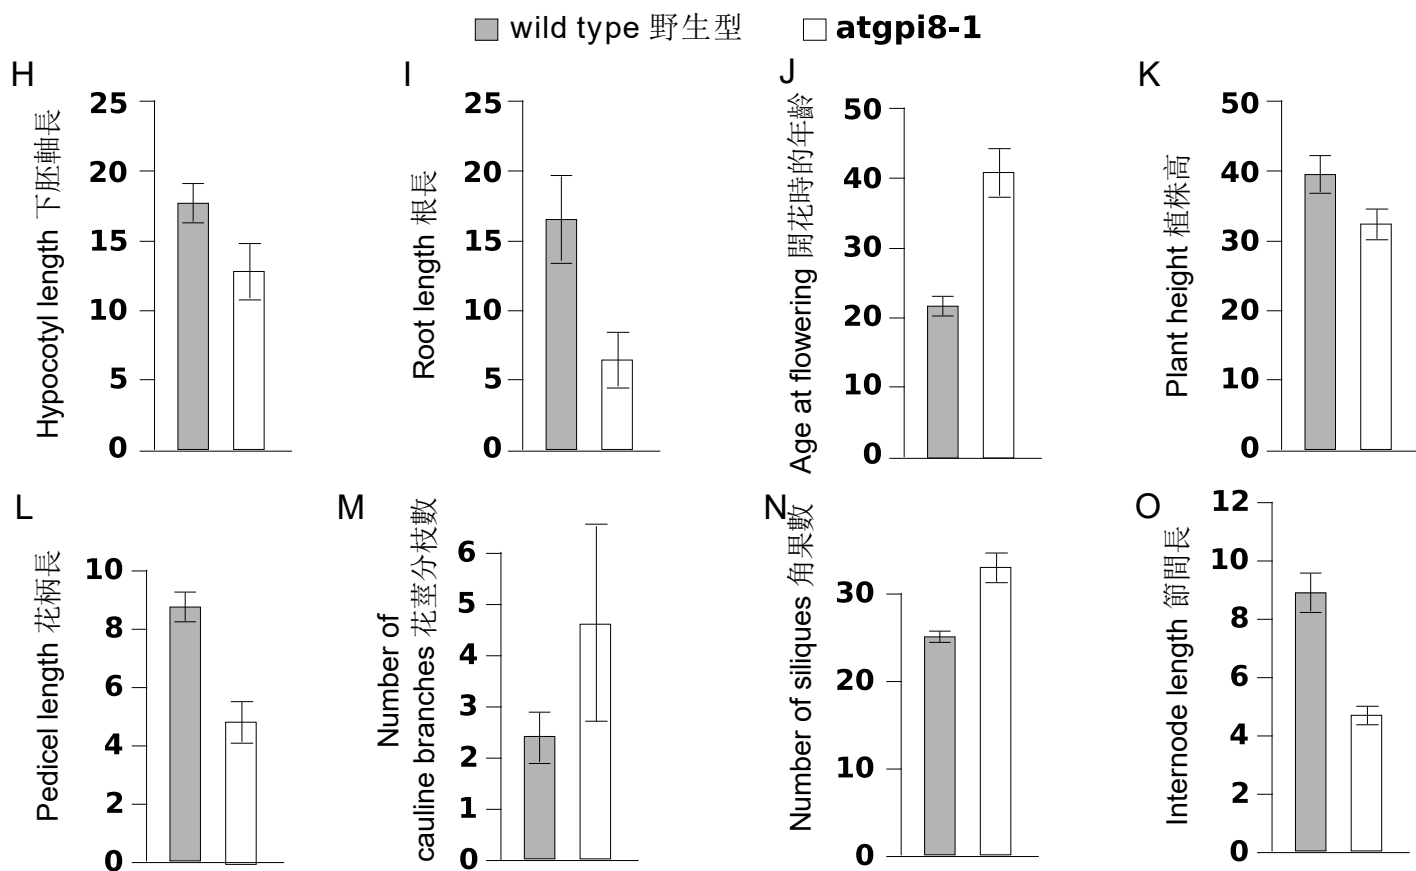 wild type 野生型
atgpi8-1
H
25
20
15
10
5
0
Hypocotyl length 下胚軸長
I
25
20
15
10
5
0
Root length 根長
J
50
40
30
20
10
0
Age at flowering 開花時的年齡
K
50
40
30
20
10
0
Plant height 植株高
L
10
8
6
4
2
0
Pedicel length 花柄長
M
6
5
4
3
2
1
0
Number of
cauline branches 花莖分枝數
N
30
20
10
0
Number of siliques 角果數
O
12
10
8
6
4
2
0
Internode length 節間長